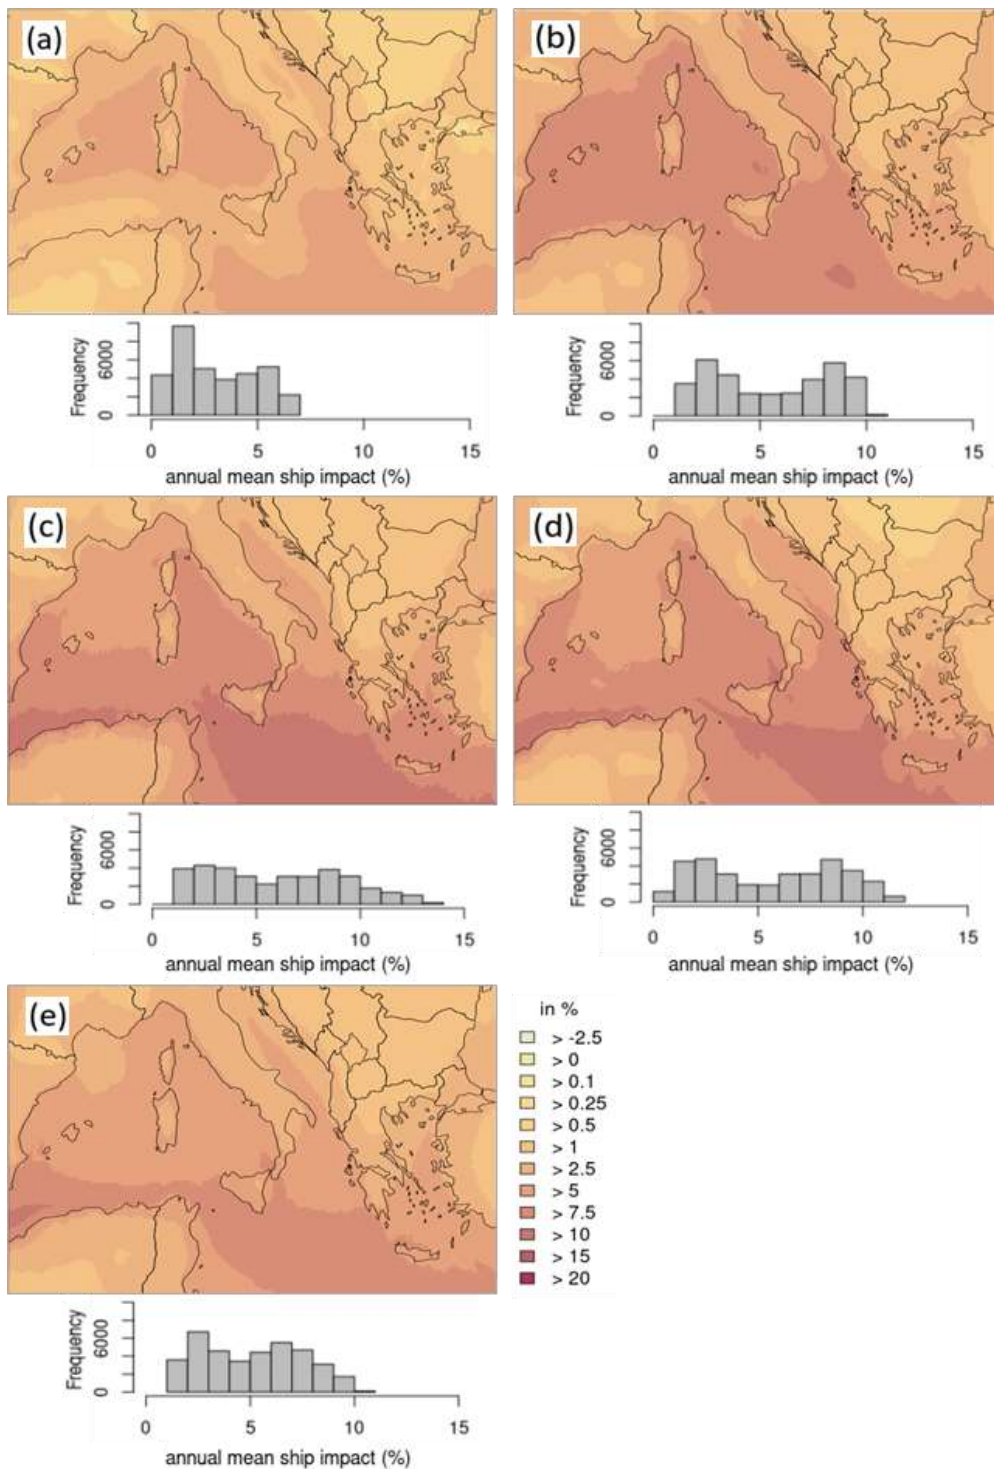 (a)
(b)
Frequency
0 6000
0 5 10 15
annual mean ship impact (%)
Frequency
0 6000
0 5 10 15
annual mean ship impact (%)
(c)
(d)
Frequency
0 6000
0 5 10 15
annual mean ship impact (%)
Frequency
0 6000
0 5 10 15
annual mean ship impact (%)
(e)
in %
> -2.5
> 0
> 0.1
> 0.25
> 0.5
> 1
> 2.5
> 5
> 7.5
> 10
> 15
> 20
Frequency
0 6000
0 5 10 15
annual mean ship impact (%)